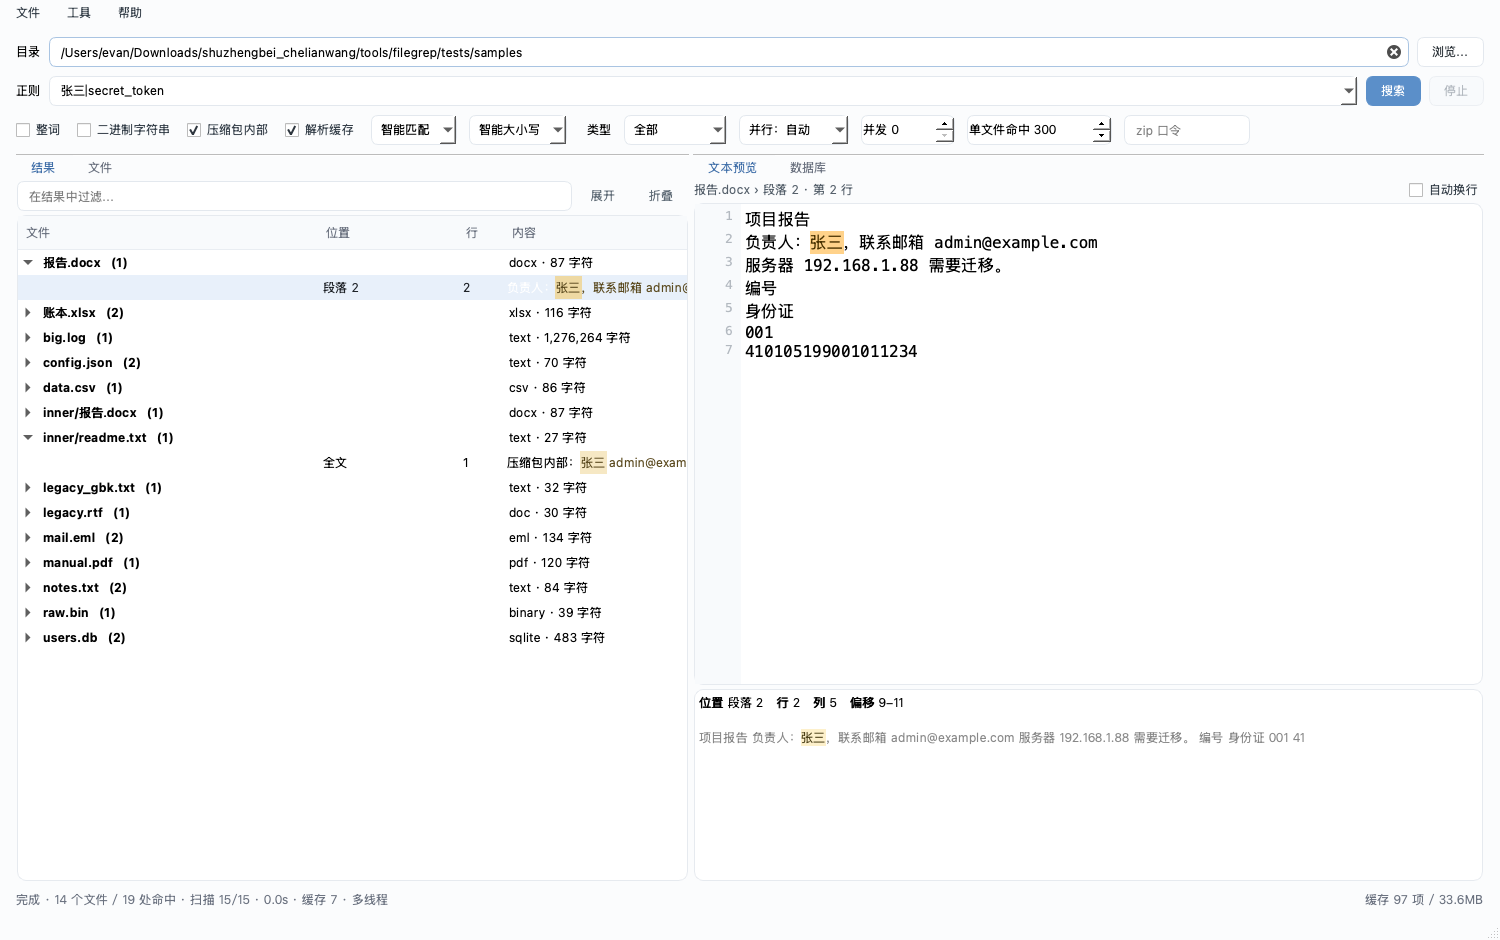 文件 工具 帮助
目录 /Users/evan/Downloads/shuzhengbei_chelianwang/tools/filegrep/tests/samples 浏览...
正则 张三|secret_token 搜索 停止
整词 二进制字符串 压缩包内部 解析缓存 智能匹配 智能大小写 类型 全部 并行：自动 并发 0 单文件命中 300 zip 口令
结果 文件
在结果中过滤... 展开 折叠
文件 位置 行 内容
报告.docx (1) docx · 87 字符
段落 2 2 负责人：张三，联系邮箱 admin@
账本.xlsx (2) xlsx · 116 字符
big.log (1) text · 1,276,264 字符
config.json (2) text · 70 字符
data.csv (1) csv · 86 字符
inner/报告.docx (1) docx · 87 字符
inner/readme.txt (1) text · 27 字符
全文 1 压缩包内部：张三 admin@exam
legacy_gbk.txt (1) text · 32 字符
legacy.rtf (1) doc · 30 字符
mail.eml (2) eml · 134 字符
manual.pdf (1) pdf · 120 字符
notes.txt (2) text · 84 字符
raw.bin (1) binary · 39 字符
users.db (2) sqlite · 483 字符
文本预览 数据库
报告.docx › 段落 2 · 第 2 行 自动换行
1 项目报告
2 负责人：张三，联系邮箱 admin@example.com
3 服务器 192.168.1.88 需要迁移。
4 编号
5 身份证
6 001
7 410105199001011234
位置 段落 2 行 2 列 5 偏移 9–11
项目报告 负责人：张三，联系邮箱 admin@example.com 服务器 192.168.1.88 需要迁移。 编号 身份证 001 41
完成 · 14 个文件 / 19 处命中 · 扫描 15/15 · 0.0s · 缓存 7 · 多线程
缓存 97 项 / 33.6MB